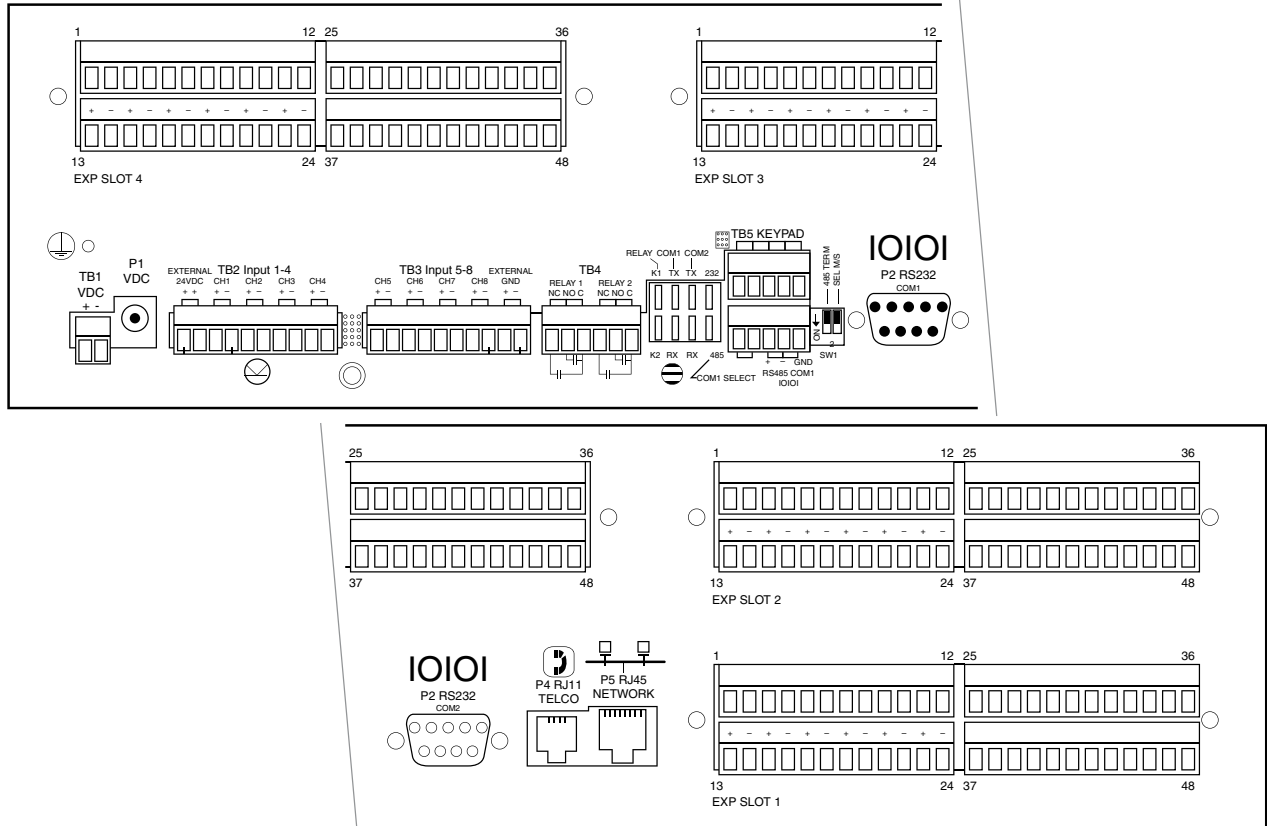 1 12 25 36 1 12
+ − + − + − + − + − + − + − + − + − + − + − + −
13 24 37 48 13 24
EXP SLOT 4 EXP SLOT 3
TB1
VDC
+ -
P1
VDC
TB2 Input 1-4
EXTERNAL
24VDC CH1 CH2 CH3 CH4
+ + + − + − + − + −
TB3 Input 5-8
EXTERNAL
CH5 CH6 CH7 CH8 GND
+ − + − + − + − + −
TB4
RELAY 1 RELAY 2
NC NO C NC NO C
RELAY COM1 COM2
K1 TX TX 232
K2 RX RX 485
COM1 SELECT
TB5 KEYPAD
+ − GND
RS485 COM1
IOIOI
485 TERM
SEL M/S
ON
2
SW1
IOIOI
P2 RS232
COM1
25 36 1 12 25 36
+ − + − + − + − + − + −
37 48 13 24 37 48
EXP SLOT 2
IOIOI
P2 RS232
COM2
P4 RJ11
TELCO
P5 RJ45
NETWORK
1 12 25 36
+ − + − + − + − + − + −
13 24 37 48
EXP SLOT 1